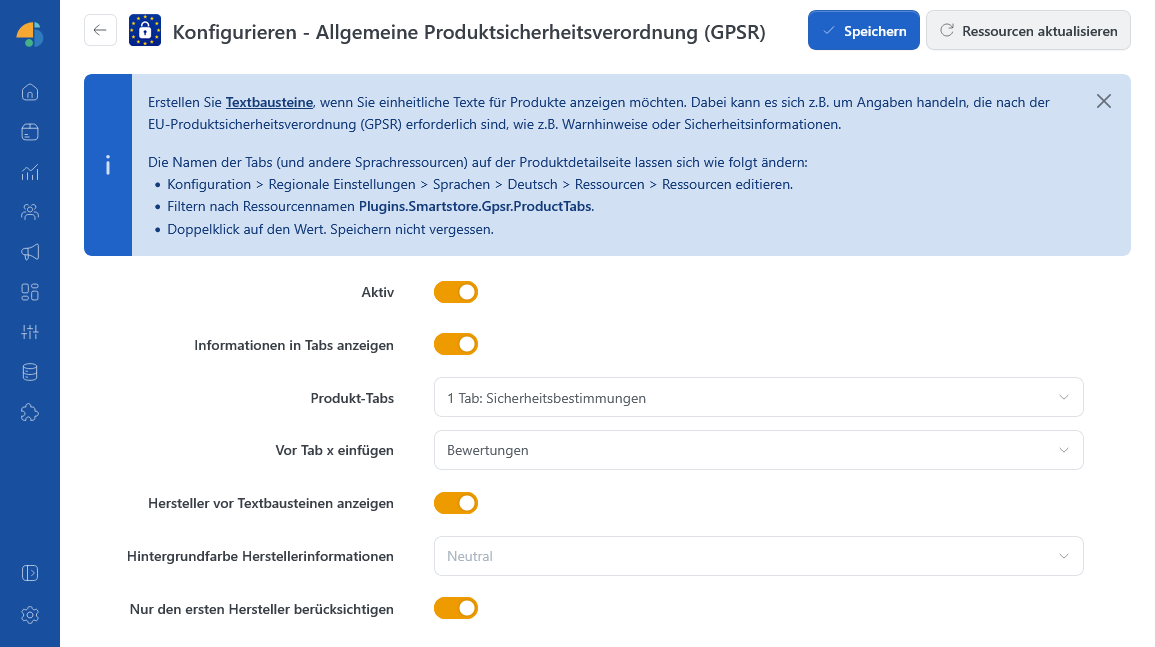 Konfigurieren - Allgemeine Produktsicherheitsverordnung (GPSR)
Speichern
Ressourcen aktualisieren
Erstellen Sie Textbausteine, wenn Sie einheitliche Texte für Produkte anzeigen möchten. Dabei kann es sich z.B. um Angaben handeln, die nach der
EU-Produktsicherheitsverordnung (GPSR) erforderlich sind, wie z.B. Warnhinweise oder Sicherheitsinformationen.
Die Namen der Tabs (und andere Sprachressourcen) auf der Produktdetailseite lassen sich wie folgt ändern:
• Konfiguration > Regionale Einstellungen > Sprachen > Deutsch > Ressourcen > Ressourcen editieren.
• Filtern nach Ressourcennamen Plugins.Smartstore.Gpsr.ProductTabs.
• Doppelklick auf den Wert. Speichern nicht vergessen.
Aktiv
Informationen in Tabs anzeigen
Produkt-Tabs
1 Tab: Sicherheitsbestimmungen
Vor Tab x einfügen
Bewertungen
Hersteller vor Textbausteinen anzeigen
Hintergrundfarbe Herstellerinformationen
Neutral
Nur den ersten Hersteller berücksichtigen